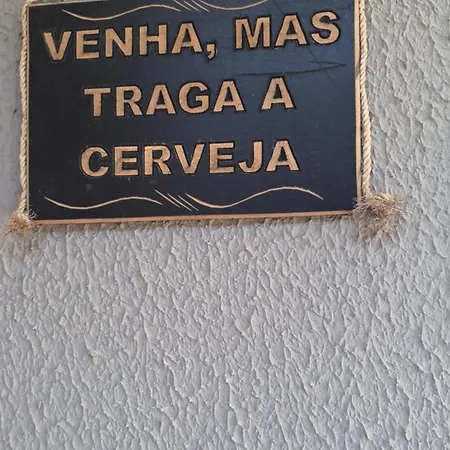 VENHA, MAS
TRAGA A
CERVEJA